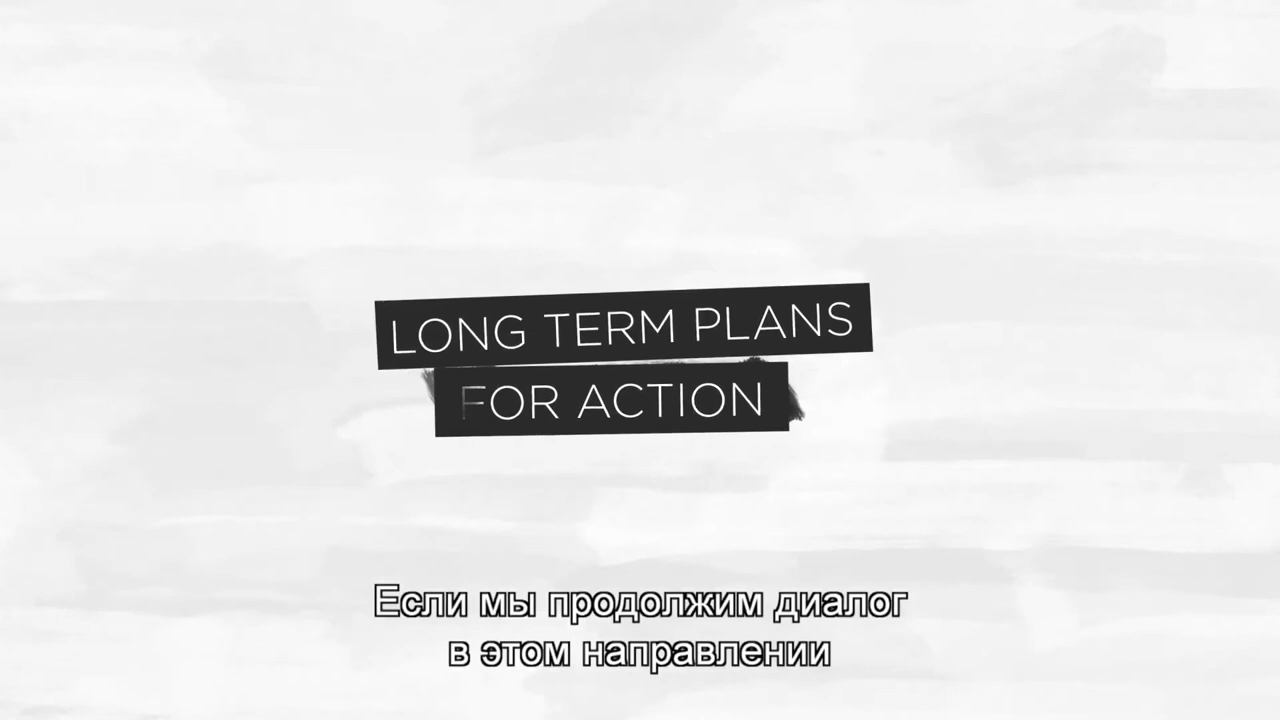 LONG TERM PLANS
FOR ACTION
Если мы продолжим диалог
в этом направлении